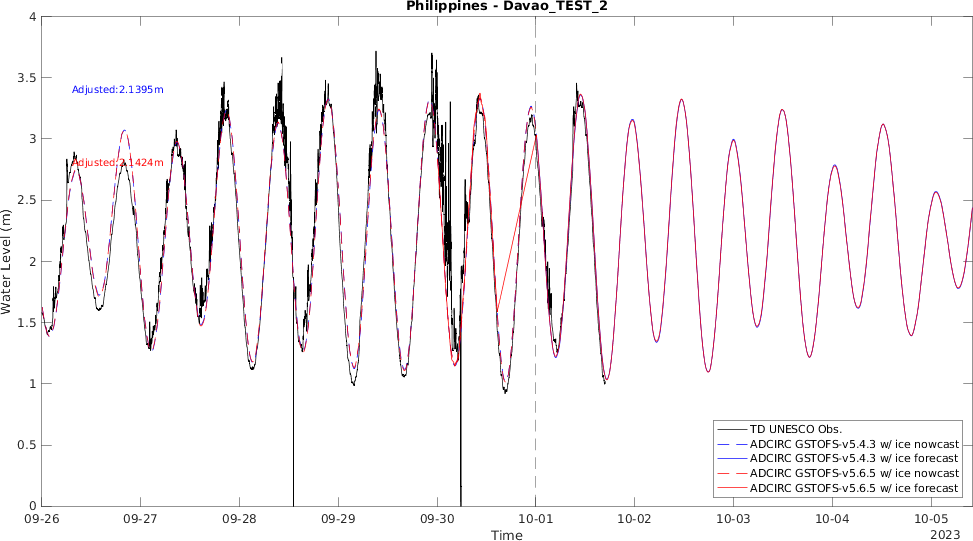 Philippines - Davao_TEST_2
Water Level (m)
4
3.5
3
2.5
2
1.5
1
0.5
0
Adjusted:2.1395m
Adjusted:2.1424m
TD UNESCO Obs.
ADCIRC GSTOFS-v5.4.3 w/ ice nowcast
ADCIRC GSTOFS-v5.4.3 w/ ice forecast
ADCIRC GSTOFS-v5.6.5 w/ ice nowcast
ADCIRC GSTOFS-v5.6.5 w/ ice forecast
09-26 09-27 09-28 09-29 09-30 10-01 10-02 10-03 10-04 10-05
Time
2023